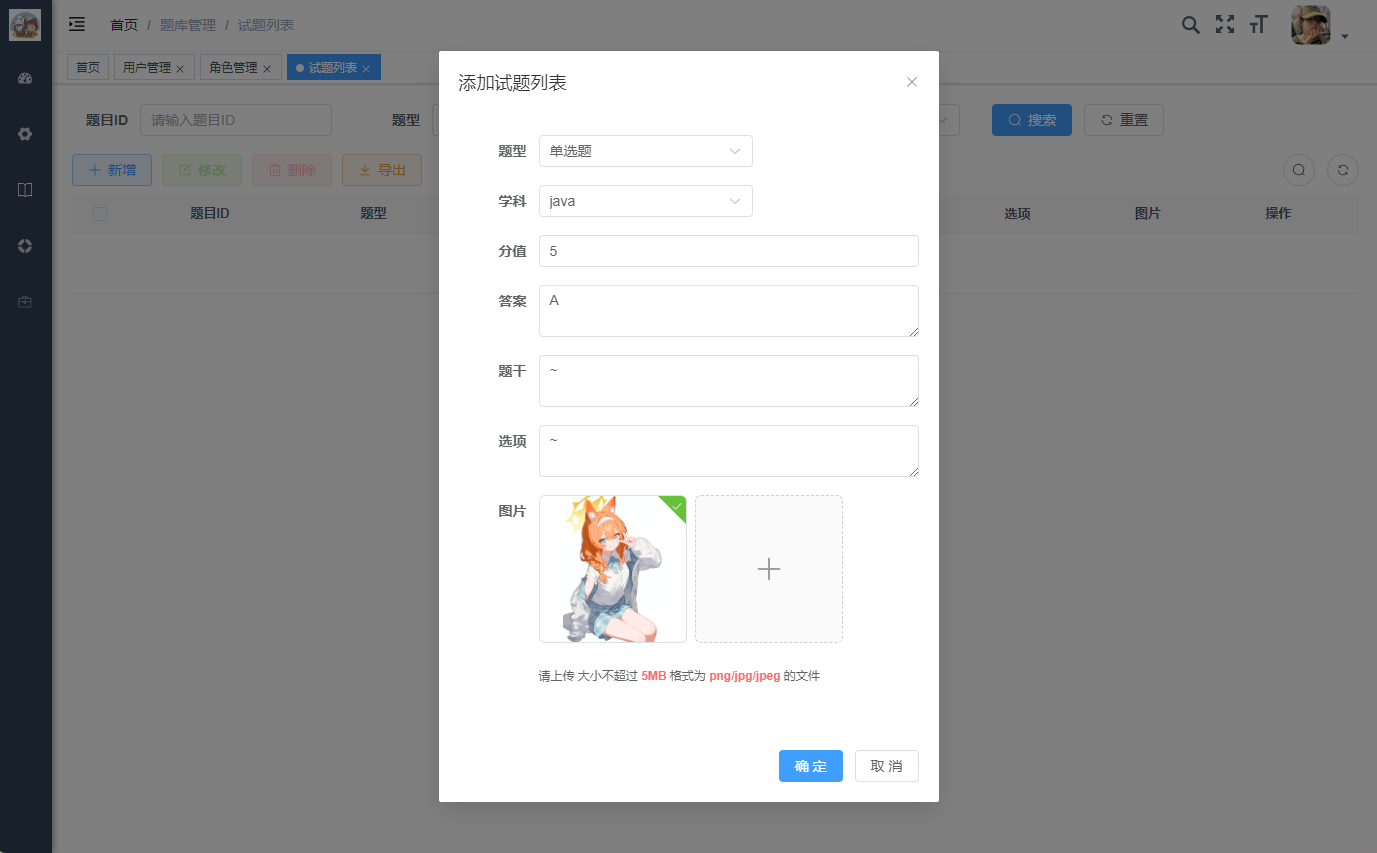 首页 / 题库管理 / 试题列表
首页 用户管理 角色管理 试题列表
题目ID 请输入题目ID 题型 搜索 重置
新增 修改 删除 导出
题目ID 题型 选项 图片 操作
添加试题列表
题型 单选题
学科 java
分值 5
答案 A
题干 ~
选项 ~
图片
请上传 大小不超过 5MB 格式为 png/jpg/jpeg 的文件
确 定 取 消